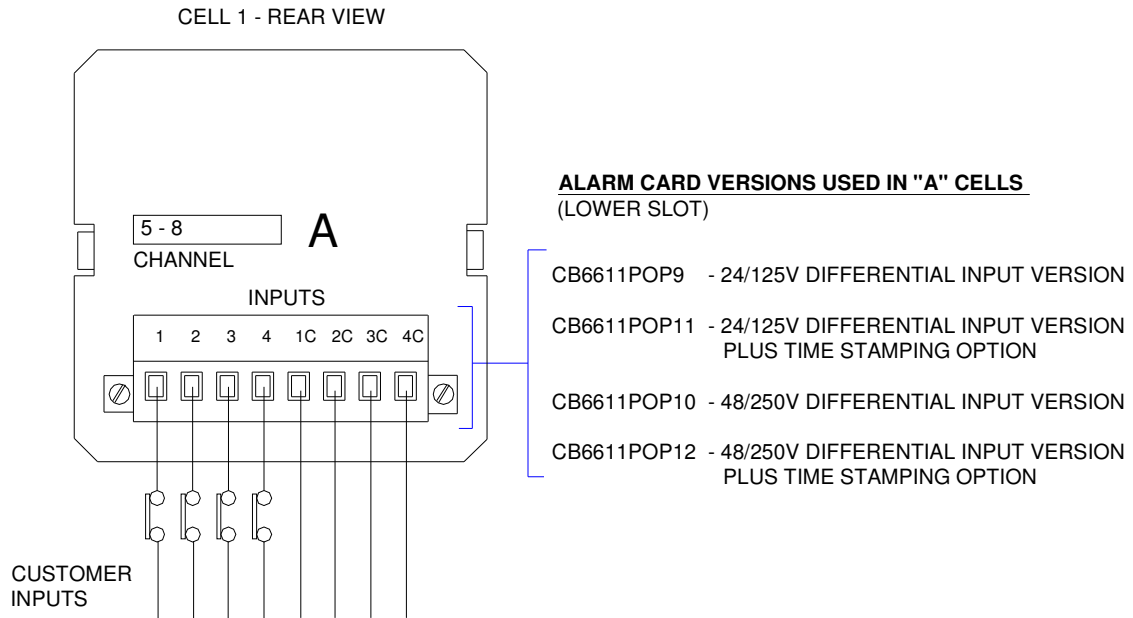 CELL 1 - REAR VIEW
5 - 8
A
CHANNEL
INPUTS
1 2 3 4 1C 2C 3C 4C
CUSTOMER
INPUTS
ALARM CARD VERSIONS USED IN "A" CELLS
(LOWER SLOT)
CB6611POP9 - 24/125V DIFFERENTIAL INPUT VERSION
CB6611POP11 - 24/125V DIFFERENTIAL INPUT VERSION
PLUS TIME STAMPING OPTION
CB6611POP10 - 48/250V DIFFERENTIAL INPUT VERSION
CB6611POP12 - 48/250V DIFFERENTIAL INPUT VERSION
PLUS TIME STAMPING OPTION